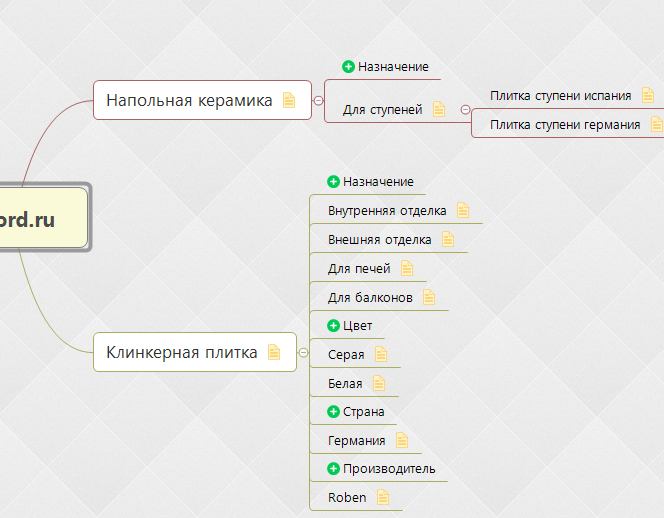 Назначение
Напольная керамика
Для ступеней
Плитка ступени испания
Плитка ступени германия
ord.ru
Назначение
Внутренняя отделка
Внешняя отделка
Для печей
Для балконов
Цвет
Клинкерная плитка
Серая
Белая
Страна
Германия
Производитель
Roben